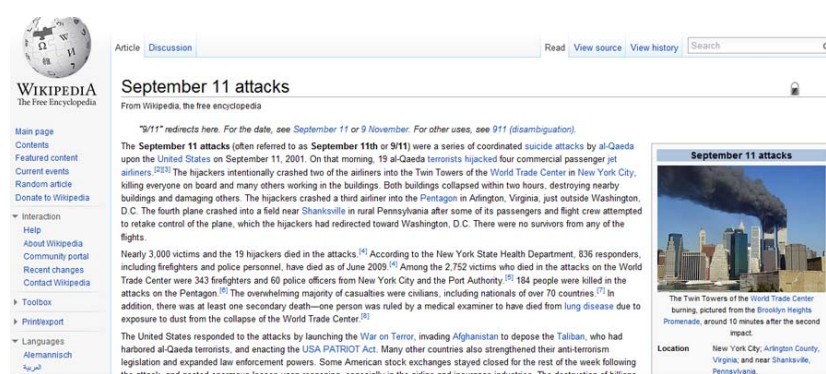 Article Discussion Read View source View history Search
WIKIPEDIA
The Free Encyclopedia
Main page
Contents
Featured content
Current events
Random article
Donate to Wikipedia
Interaction
Help
About Wikipedia
Community portal
Recent changes
Contact Wikipedia
Toolbox
Print/export
Languages
Alemannisch
العربية
September 11 attacks
From Wikipedia, the free encyclopedia
"9/11" redirects here. For the date, see September 11 or 9 November. For other uses, see 911 (disambiguation).
The September 11 attacks (often referred to as September 11th or 9/11) were a series of coordinated suicide attacks by al-Qaeda
upon the United States on September 11, 2001. On that morning, 19 al-Qaeda terrorists hijacked four commercial passenger jet
airliners.[2][3] The hijackers intentionally crashed two of the airliners into the Twin Towers of the World Trade Center in New York City,
killing everyone on board and many others working in the buildings. Both buildings collapsed within two hours, destroying nearby
buildings and damaging others. The hijackers crashed a third airliner into the Pentagon in Arlington, Virginia, just outside Washington,
D.C. The fourth plane crashed into a field near Shanksville in rural Pennsylvania after some of its passengers and flight crew attempted
to retake control of the plane, which the hijackers had redirected toward Washington, D.C. There were no survivors from any of the
flights.
Nearly 3,000 victims and the 19 hijackers died in the attacks.[4] According to the New York State Health Department, 836 responders,
including firefighters and police personnel, have died as of June 2009.[4] Among the 2,752 victims who died in the attacks on the World
Trade Center were 343 firefighters and 60 police officers from New York City and the Port Authority.[5] 184 people were killed in the
attacks on the Pentagon.[6] The overwhelming majority of casualties were civilians, including nationals of over 70 countries.[7] In
addition, there was at least one secondary death—one person was ruled by a medical examiner to have died from lung disease due to
exposure to dust from the collapse of the World Trade Center.[8]
The United States responded to the attacks by launching the War on Terror, invading Afghanistan to depose the Taliban, who had
harbored al-Qaeda terrorists, and enacting the USA PATRIOT Act. Many other countries also strengthened their anti-terrorism
legislation and expanded law enforcement powers. Some American stock exchanges stayed closed for the rest of the week following
September 11 attacks
The Twin Towers of the World Trade Center
burning, pictured from the Brooklyn Heights
Promenade, around 10 minutes after the second
impact.
Location New York City; Arlington County,
Virginia; and near Shanksville,
Pennsylvania.